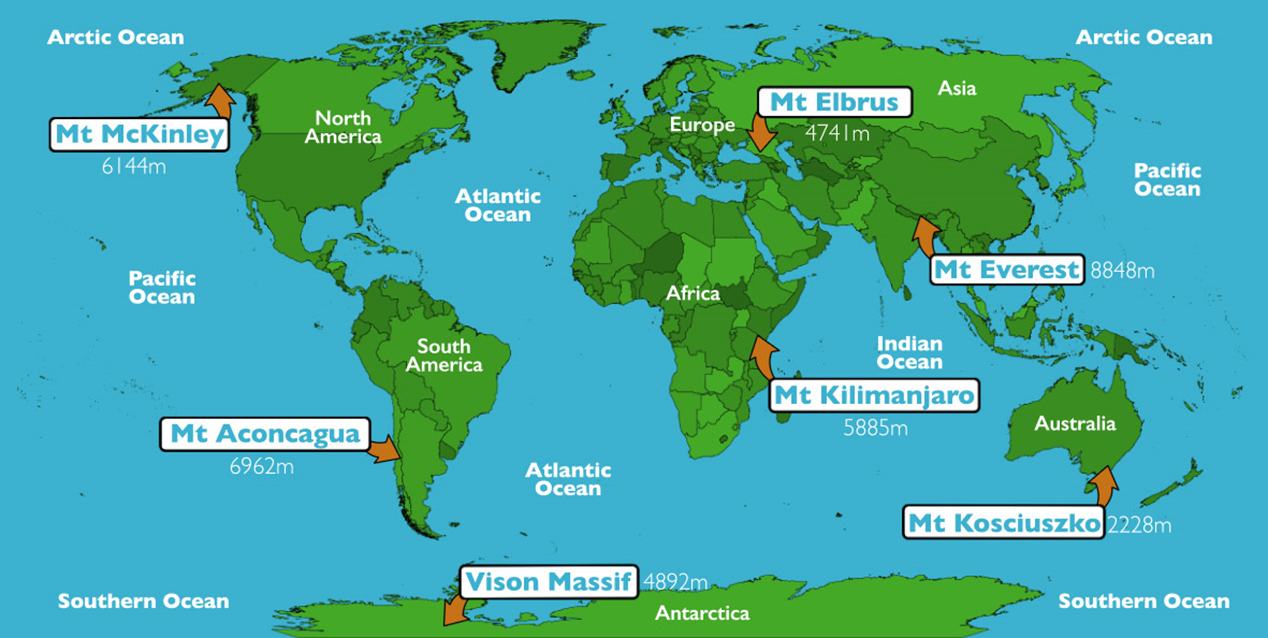 Arctic Ocean
Arctic Ocean
Asia
Mt Elbrus
4741m
North
America
Europe
Mt McKinley
6144m
Pacific
Ocean
Atlantic
Ocean
Mt Everest 8848m
Pacific
Ocean
Africa
South
America
Indian
Ocean
Mt Kilimanjaro
5885m
Australia
Mt Aconcagua
6962m
Atlantic
Ocean
Mt Kosciuszko 2228m
Vison Massif 4892m
Southern Ocean
Antarctica
Southern Ocean